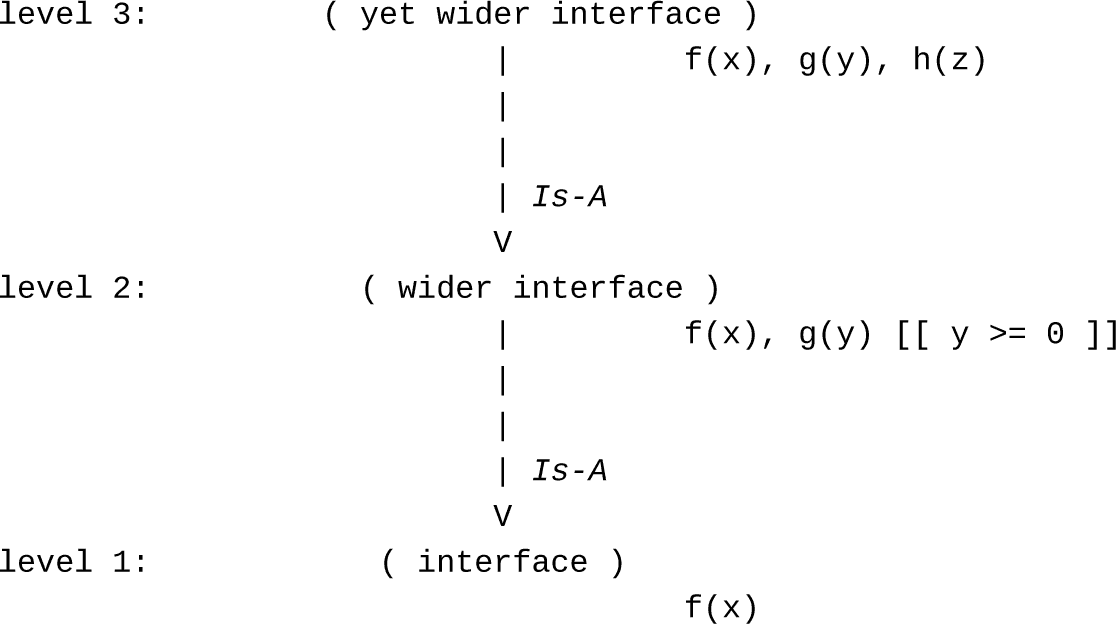 level 3: ( yet wider interface )
| f(x), g(y), h(z)
|
|
| Is-A
V
level 2: ( wider interface )
| f(x), g(y) [[ y >= 0 ]]
|
|
| Is-A
V
level 1: ( interface )
f(x)